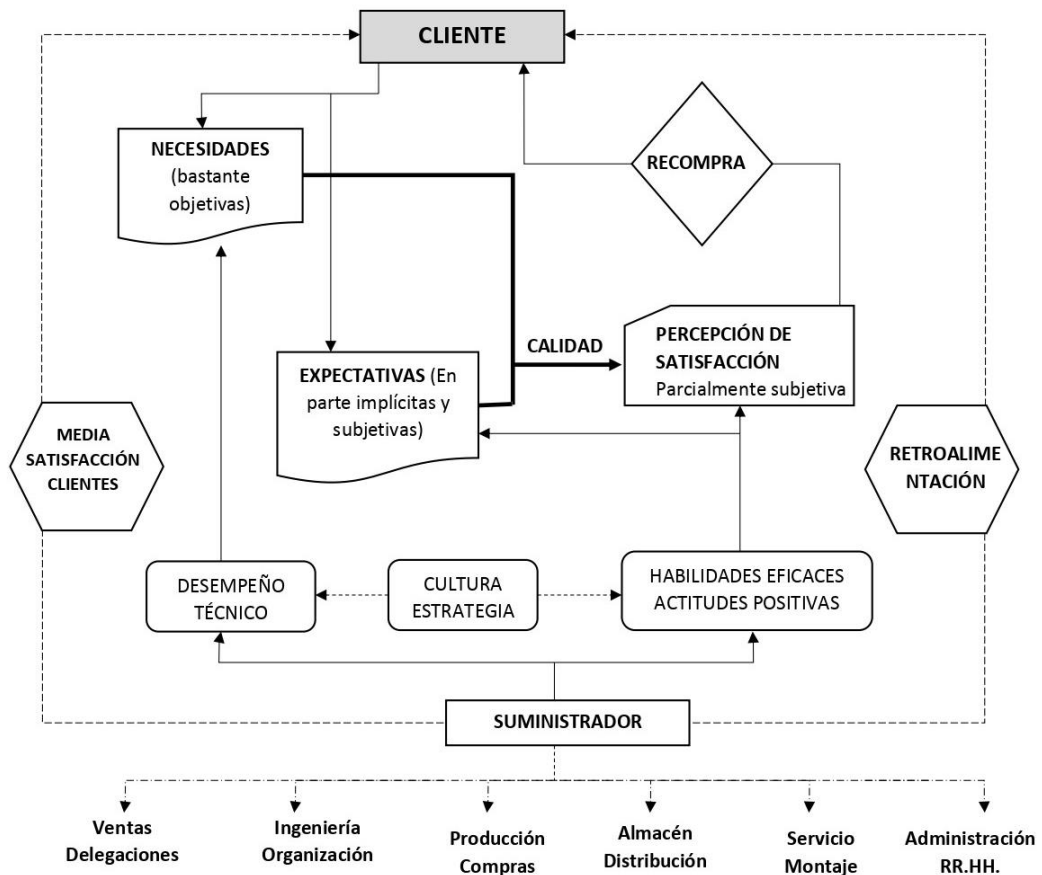 CLIENTE
NECESIDADES
(bastante
objetivas)
RECOMPRA
CALIDAD
PERCEPCIÓN DE
SATISFACCIÓN
Parcialmente subjetiva
EXPECTATIVAS (En
parte implícitas y
subjetivas)
MEDIA
SATISFACCIÓN
CLIENTES
RETROALIME
NTACIÓN
DESEMPEÑO
TÉCNICO
CULTURA
ESTRATEGIA
HABILIDADES EFICACES
ACTITUDES POSITIVAS
SUMINISTRADOR
Ventas
Delegaciones
Ingeniería
Organización
Producción
Compras
Almacén
Distribución
Servicio
Montaje
Administración
RR.HH.